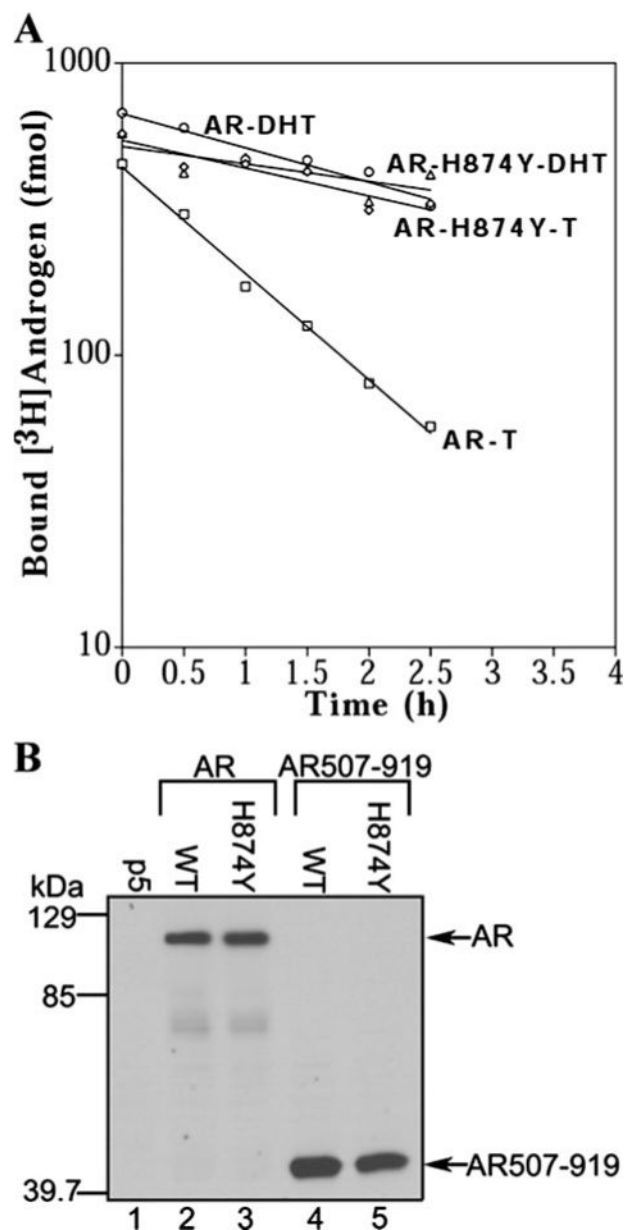 A
1000
AR-DHT
AR-H874Y-DHT
AR-H874Y-T
100
AR-T
10
Bound [³H]Androgen (fmol)
0 0.5 1 1.5 2 2.5 3 3.5 4
Time (h)
B
AR AR507-919
kDa p5 WT H874Y WT H874Y
129
AR
85
AR507-919
39.7
1 2 3 4 5